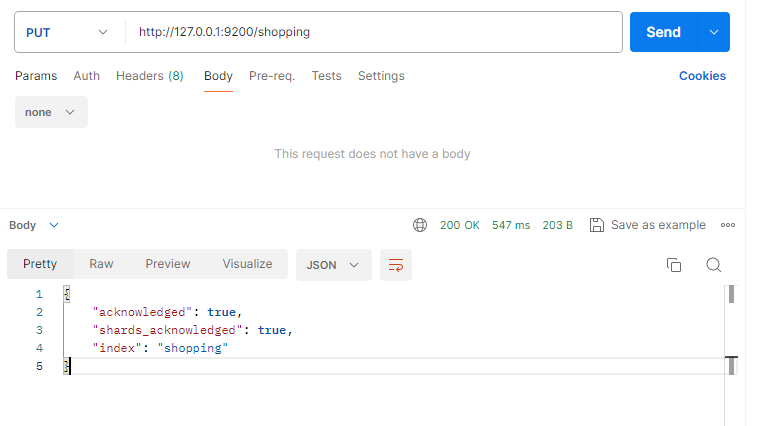 PUT http://127.0.0.1:9200/shopping Send
Params Auth Headers (8) Body Pre-req. Tests Settings Cookies
none
This request does not have a body
Body 200 OK 547 ms 203 B Save as example
Pretty Raw Preview Visualize JSON
1 {
2 "acknowledged": true,
3 "shards_acknowledged": true,
4 "index": "shopping"
5 }